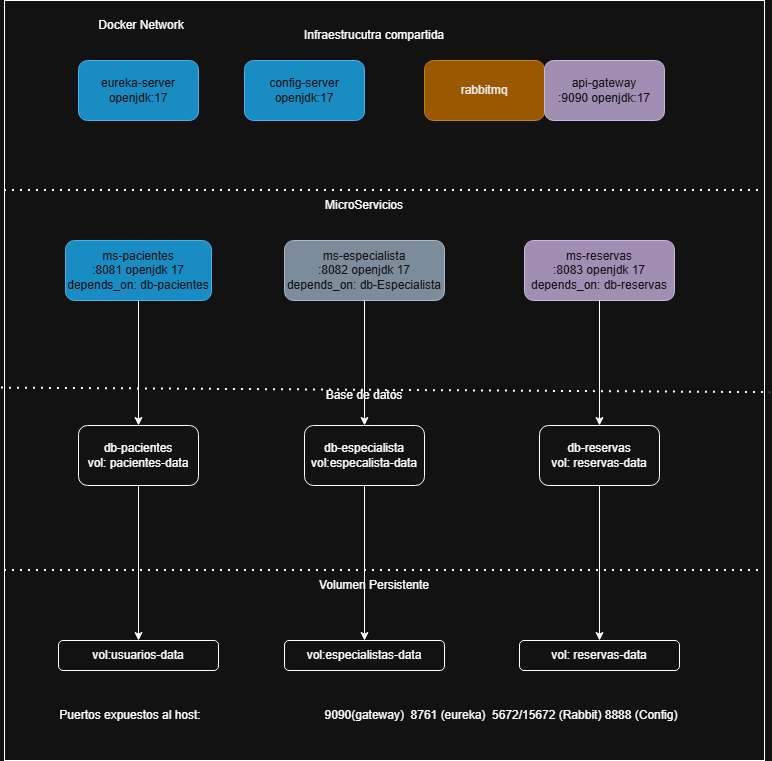 Docker Network
Infraestrucutra compartida
eureka-server
openjdk:17
config-server
openjdk:17
rabbitmq
api-gateway
:9090 openjdk:17
MicroServicios
ms-pacientes
:8081 openjdk 17
depends_on: db-pacientes
ms-especialista
:8082 openjdk 17
depends_on: db-Especialista
ms-reservas
:8083 openjdk 17
depends_on: db-reservas
Base de datos
db-pacientes
vol: pacientes-data
db-especialista
vol:especalista-data
db-reservas
vol: reservas-data
Volumen Persistente
vol:usuarios-data
vol:especialistas-data
vol: reservas-data
Puertos expuestos al host:
9090(gateway) 8761 (eureka) 5672/15672 (Rabbit) 8888 (Config)